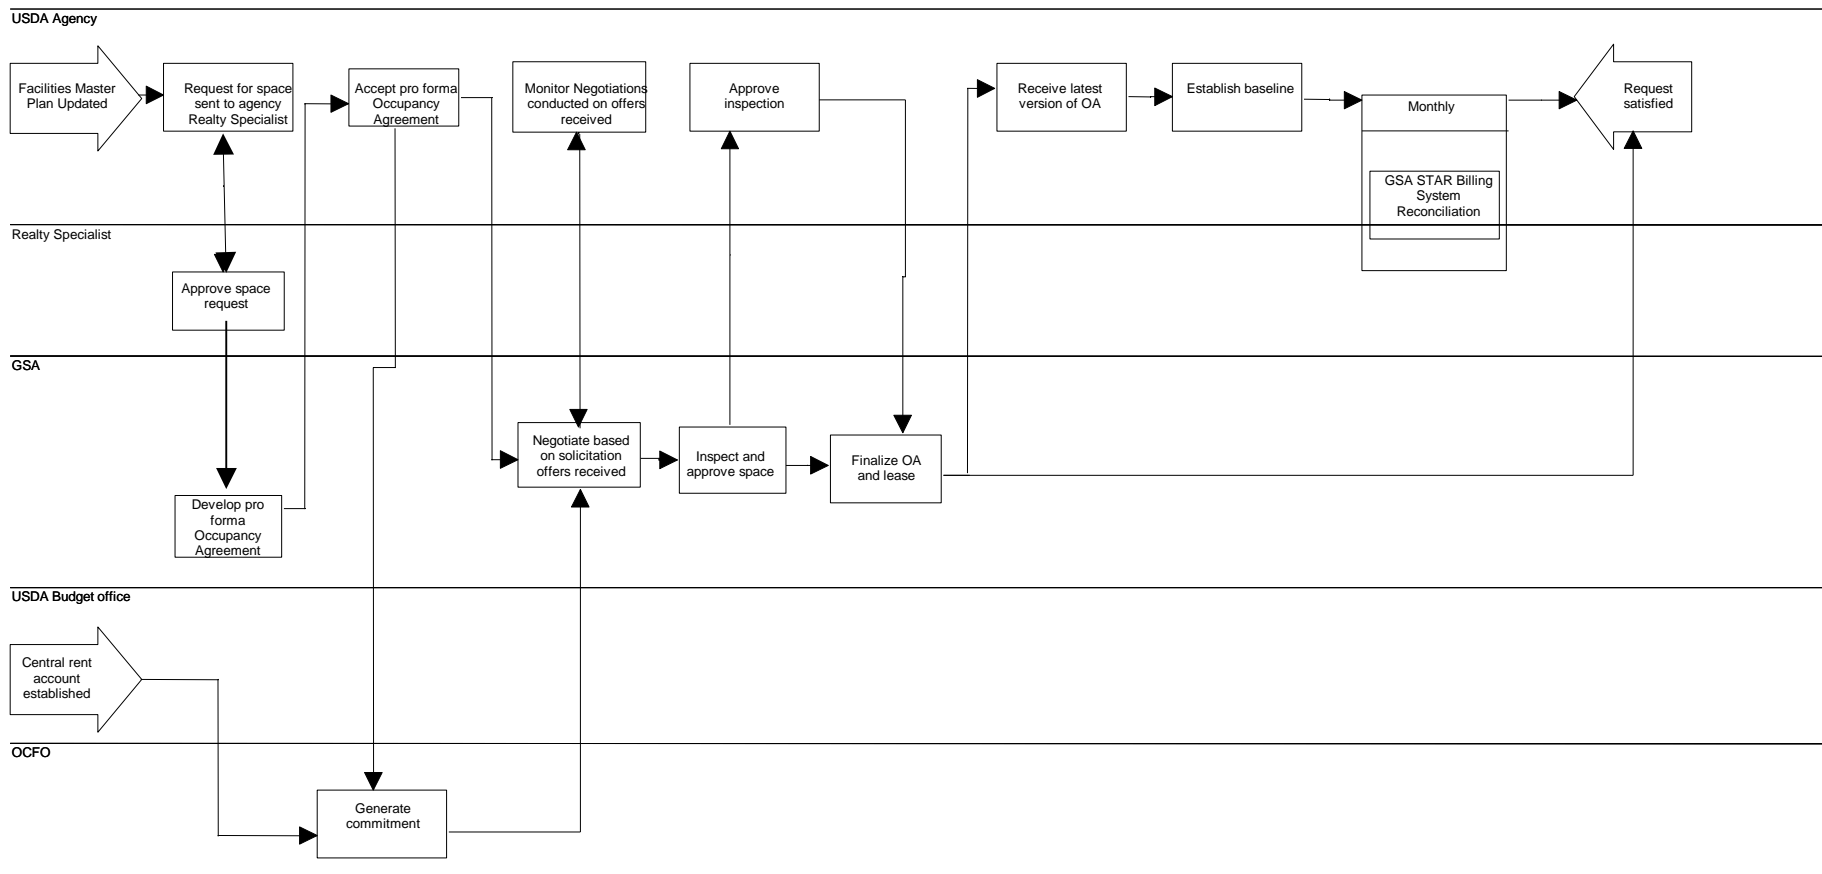 USDA Agency
Facilities Master
Plan Updated
Request for space
sent to agency
Realty Specialist
Accept pro forma
Occupancy
Agreement
Monitor Negotiations
conducted on offers
received
Approve
inspection
Receive latest
version of OA
Establish baseline
Monthly
GSA STAR Billing
System
Reconciliation
Request
satisfied
Realty Specialist
Approve space
request
GSA
Develop pro
forma
Occupancy
Agreement
Negotiate based
on solicitation
offers received
Inspect and
approve space
Finalize OA
and lease
USDA Budget office
Central rent
account
established
OCFO
Generate
commitment